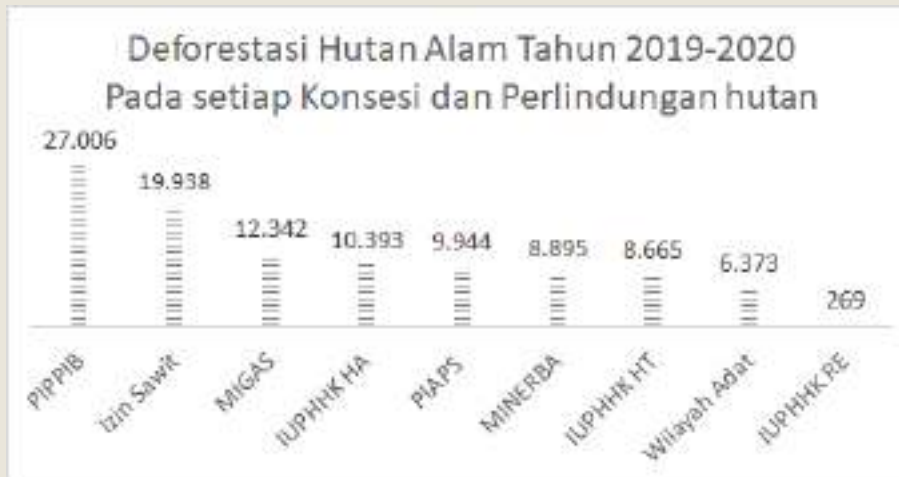 Deforestasi Hutan Alam Tahun 2019-2020
Pada setiap Konsesi dan Perlindungan hutan
27.006
19.938
12.342
10.393
9.944
8.895
8.665
6.373
269
PIPPIB
Izin Sawit
MIGAS
IUPHHK HA
PIAPS
MINERBA
IUPHHK HT
Wilayah Adat
IUPHHK RE